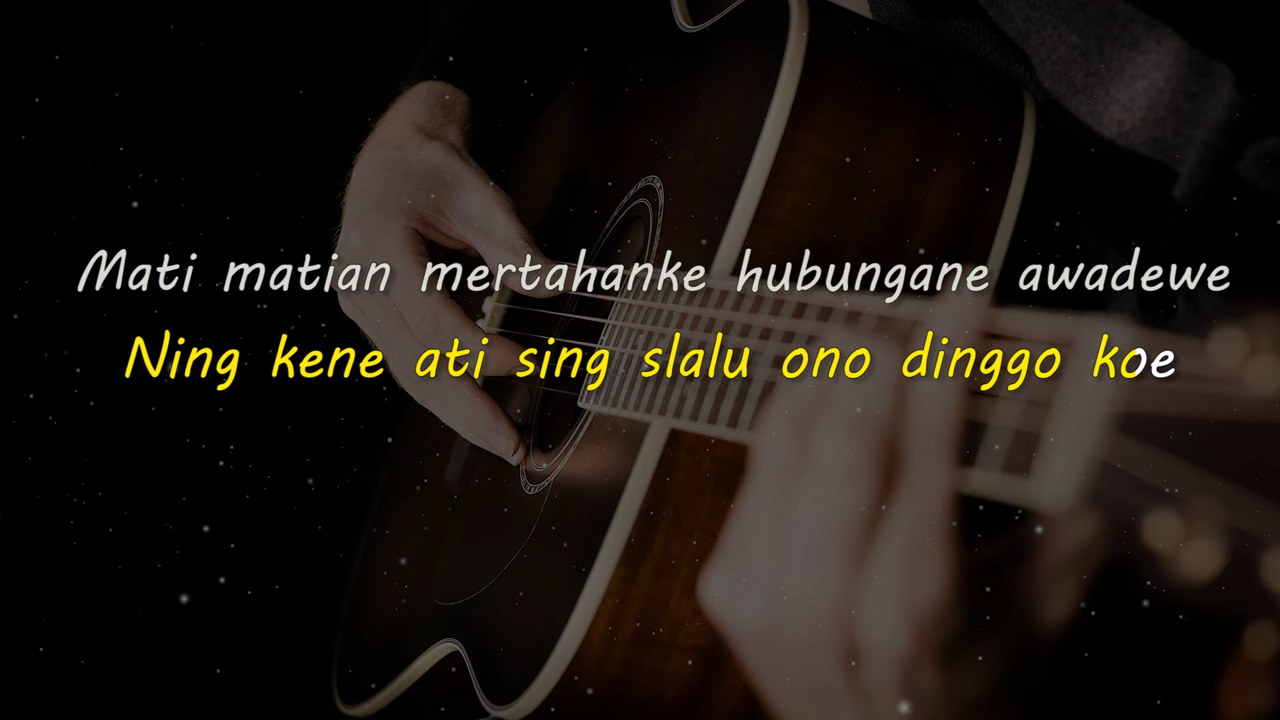 Mati matian mertahanke hubungane awadewe
Ning kene ati sing slalu ono dinggo koe